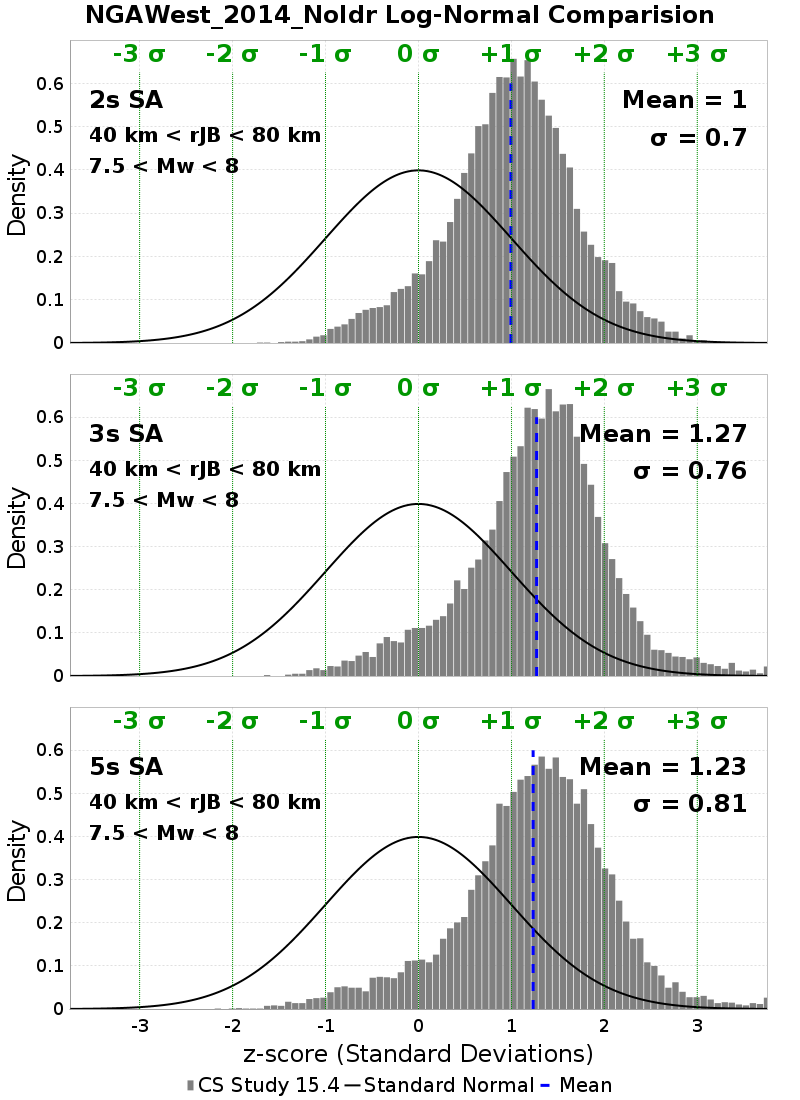 NGAWest_2014_NoIdr Log-Normal Comparision
-3 σ -2 σ -1 σ 0 σ +1 σ +2 σ +3 σ
2s SA
40 km < rJB < 80 km
7.5 < Mw < 8
Mean = 1
σ = 0.7
Density
0.6
0.5
0.4
0.3
0.2
0.1
0
-3 σ -2 σ -1 σ 0 σ +1 σ +2 σ +3 σ
3s SA
40 km < rJB < 80 km
7.5 < Mw < 8
Mean = 1.27
σ = 0.76
Density
0.6
0.5
0.4
0.3
0.2
0.1
0
-3 σ -2 σ -1 σ 0 σ +1 σ +2 σ +3 σ
5s SA
40 km < rJB < 80 km
7.5 < Mw < 8
Mean = 1.23
σ = 0.81
Density
0.6
0.5
0.4
0.3
0.2
0.1
0
-3 -2 -1 0 1 2 3
z-score (Standard Deviations)
CS Study 15.4 Standard Normal Mean